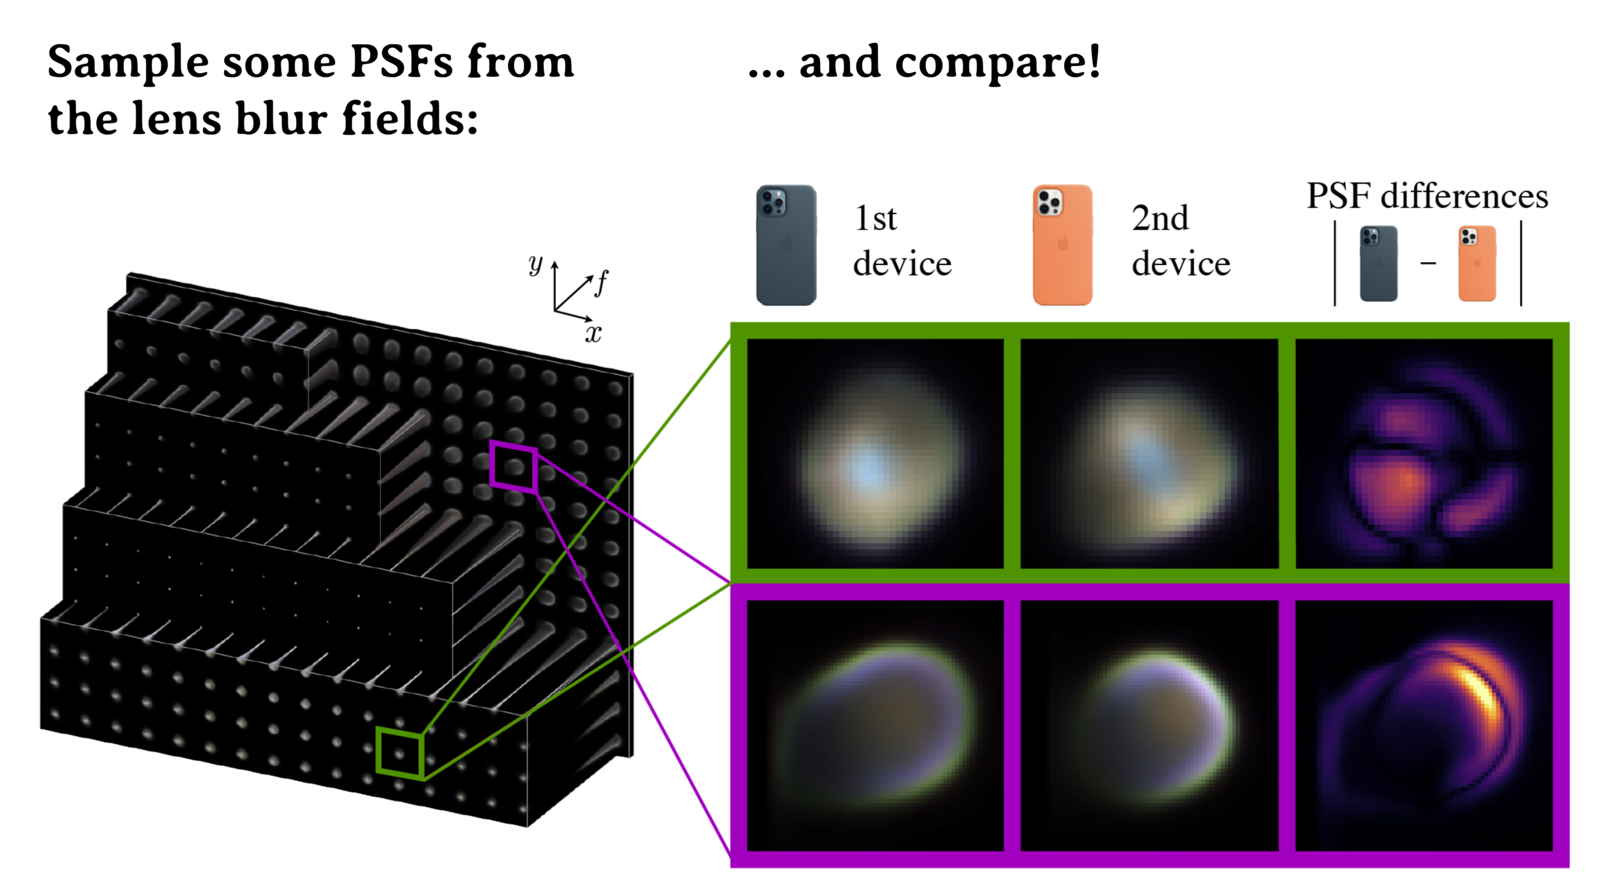 Sample some PSFs from
the lens blur fields:
... and compare!
1st
device
2nd
device
PSF differences
| − |
y
f
x